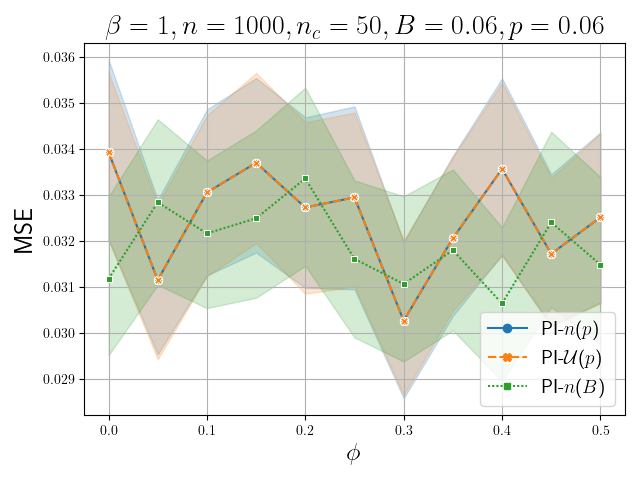 β = 1, n = 1000, n_c = 50, B = 0.06, p = 0.06
MSE
0.036
0.035
0.034
0.033
0.032
0.031
0.030
0.029
PI-n(p)
PI-𝒰(p)
PI-n(B)
0.0 0.1 0.2 0.3 0.4 0.5
ϕ